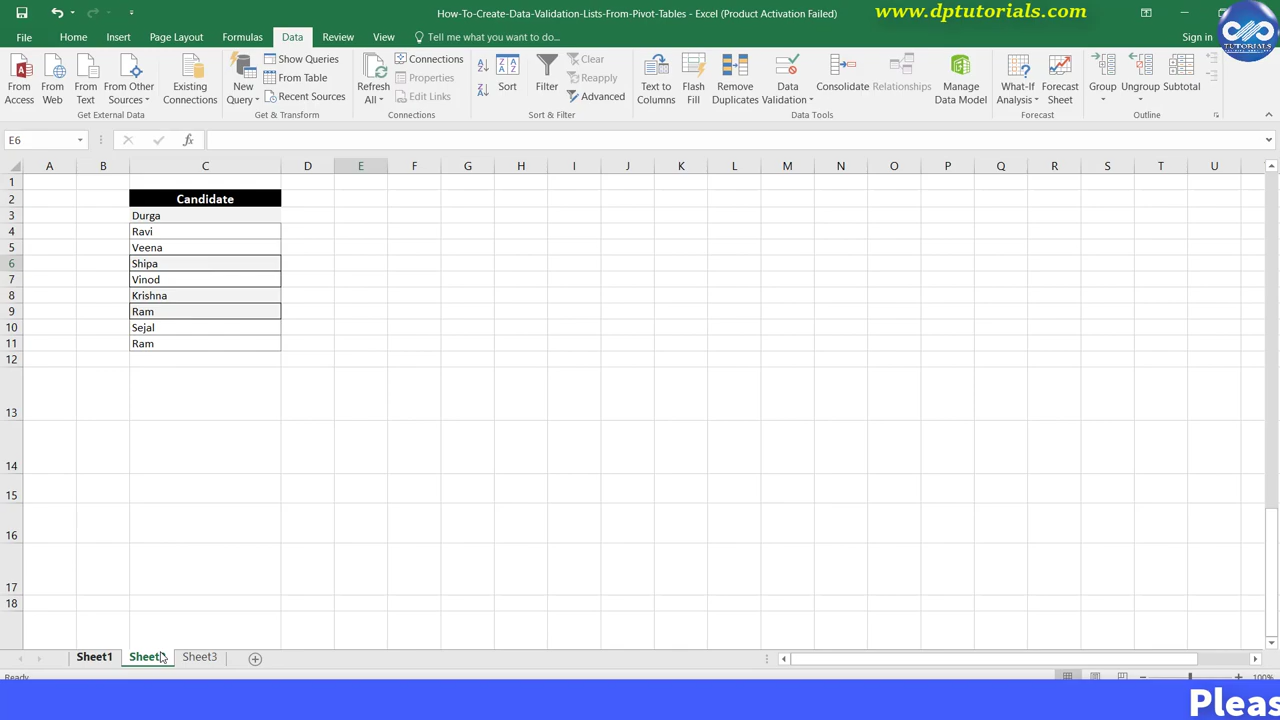 How-To-Create-Data-Validation-Lists-From-Pivot-Tables - Excel (Product Activation Failed)
www.dptutorials.com
File Home Insert Page Layout Formulas Data Review View Tell me what you want to do... Sign in
TUTORIALS
From Access
From Web
From Text
From Other Sources
Existing Connections
Get External Data
New Query
Show Queries
From Table
Recent Sources
Get & Transform
Refresh All
Connections
Properties
Edit Links
Connections
Sort
Filter
Clear
Reapply
Advanced
Sort & Filter
Text to Columns
Flash Fill
Remove Duplicates
Data Validation
Consolidate
Relationships
Manage Data Model
Data Tools
What-If Analysis
Forecast Sheet
Forecast
Group
Ungroup
Subtotal
Outline
E6 fx
A B C D E F G H I J K L M N O P Q R S T U
1
2 Candidate
3 Durga
4 Ravi
5 Veena
6 Shipa
7 Vinod
8 Krishna
9 Ram
10 Sejal
11 Ram
12
13
14
15
16
17
18
Sheet1 Sheet Sheet3
Ready 100%
Pleas